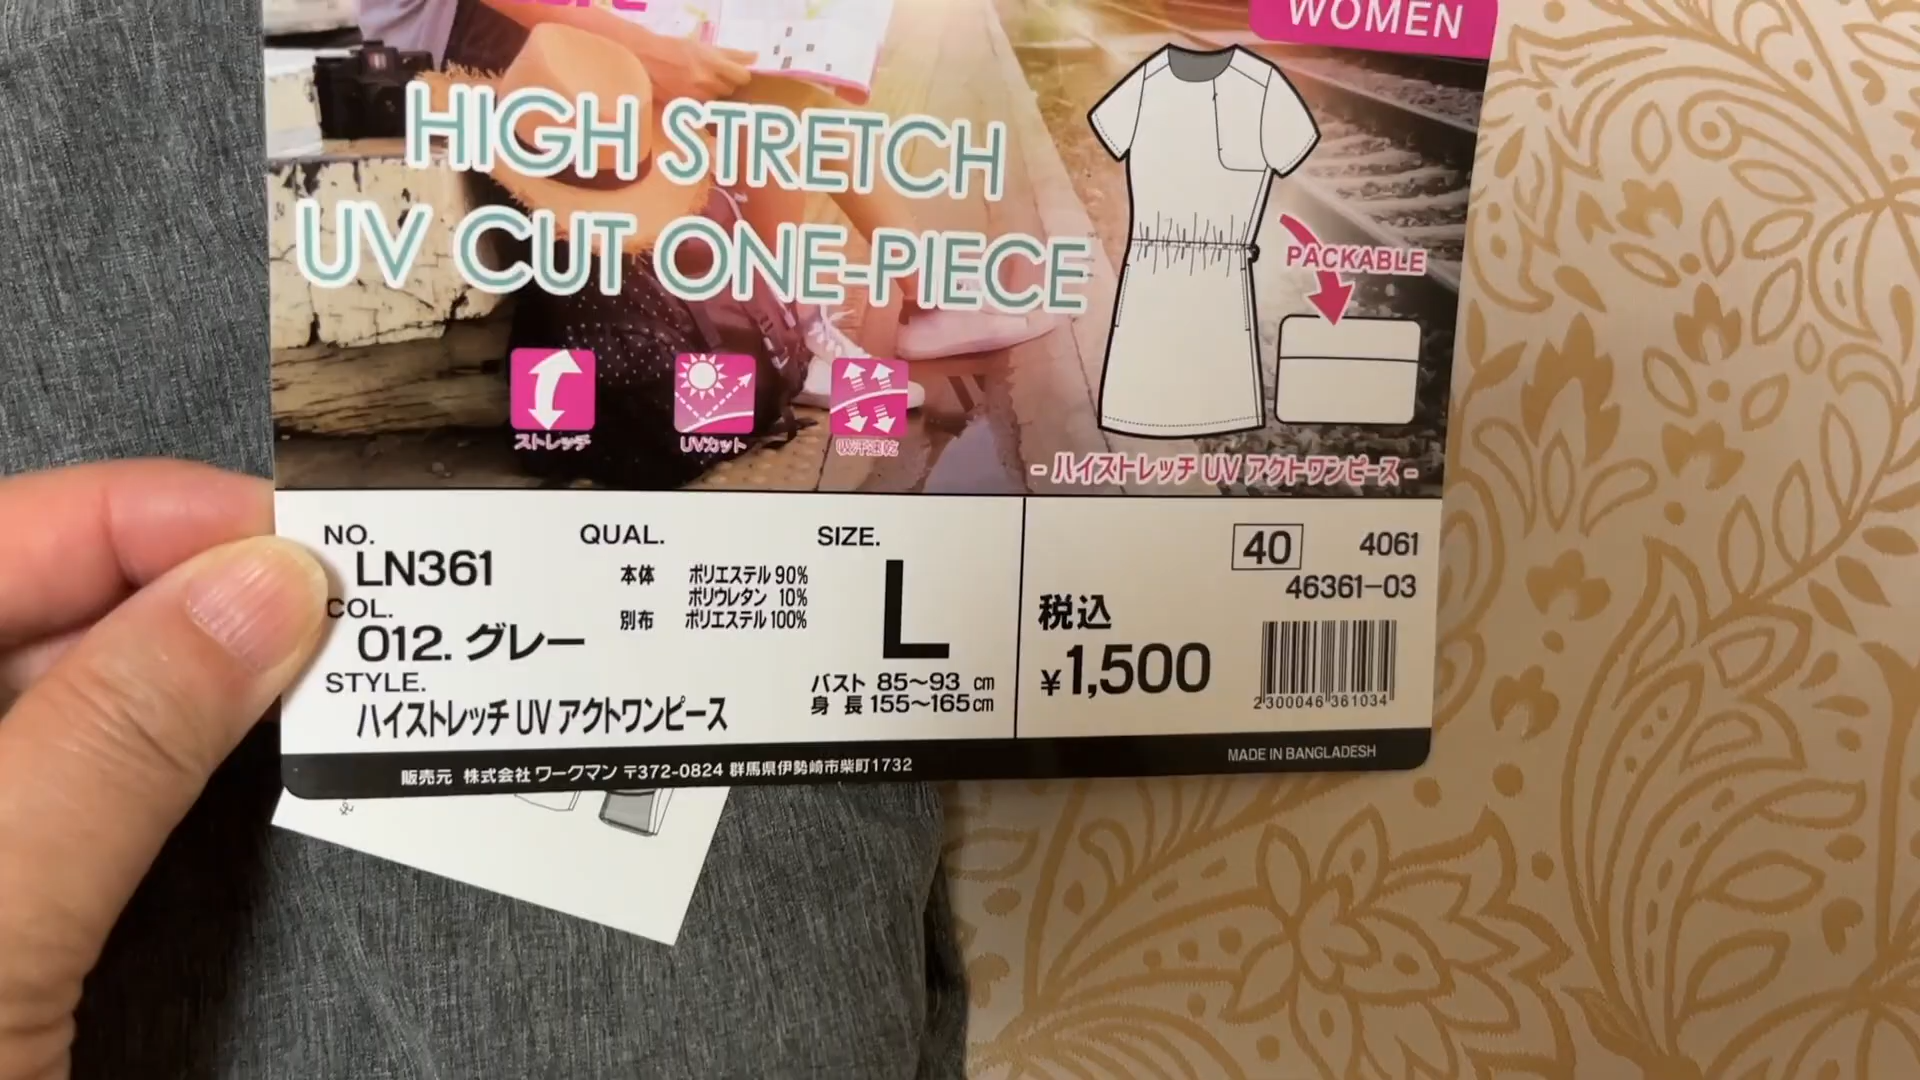 WOMEN
HIGH STRETCH
UV CUT ONE-PIECE
PACKABLE
ストレッチ
UVカット
吸汗速乾
- ハイストレッチ UV アクトワンピース -
NO.
LN361
COL.
012. グレー
STYLE.
ハイストレッチ UV アクトワンピース
QUAL.
本体 ポリエステル 90%
ポリウレタン 10%
別布 ポリエステル 100%
SIZE.
L
バスト 85～93 cm
身 長 155～165cm
40 4061
46361-03
税込
¥1,500
2300046361034
販売元 株式会社 ワークマン 〒372-0824 群馬県伊勢崎市柴町1732
MADE IN BANGLADESH